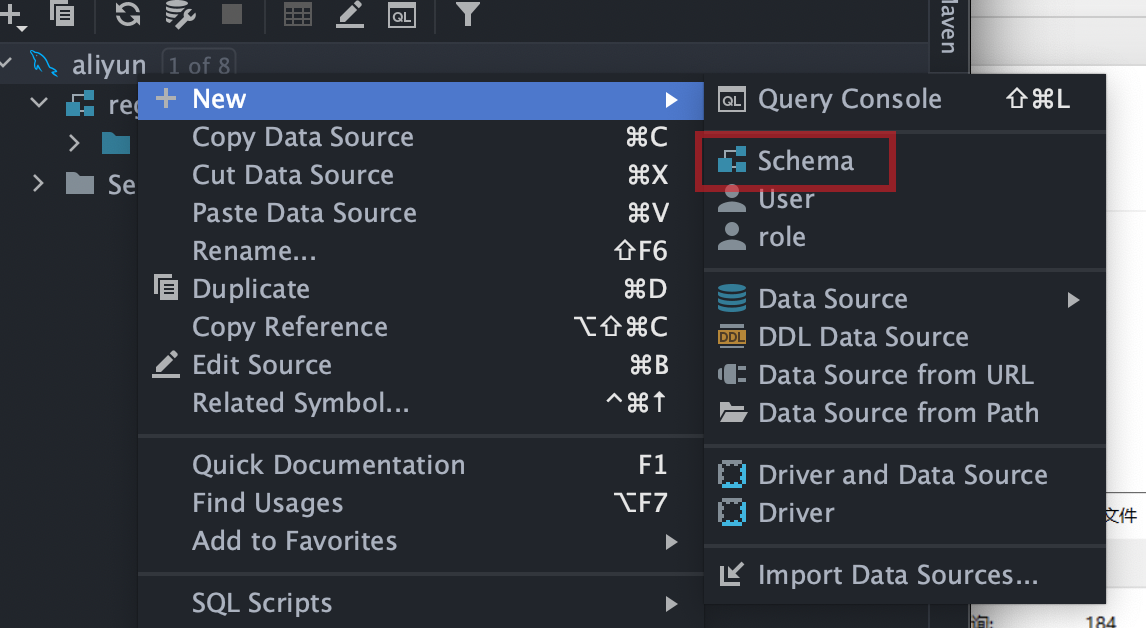 QL
Maven
aliyun 1 of 8
New
Copy Data Source ⌘C
Cut Data Source ⌘X
Paste Data Source ⌘V
Rename... ⇧F6
Duplicate ⌘D
Copy Reference ⌥⇧⌘C
Edit Source ⌘B
Related Symbol... ^⌘↑
Quick Documentation F1
Find Usages ⌥F7
Add to Favorites
SQL Scripts
QL Query Console ⇧⌘L
Schema
User
role
Data Source
DDL DDL Data Source
Data Source from URL
Data Source from Path
Driver and Data Source
Driver
Import Data Sources...
文件
询: 184